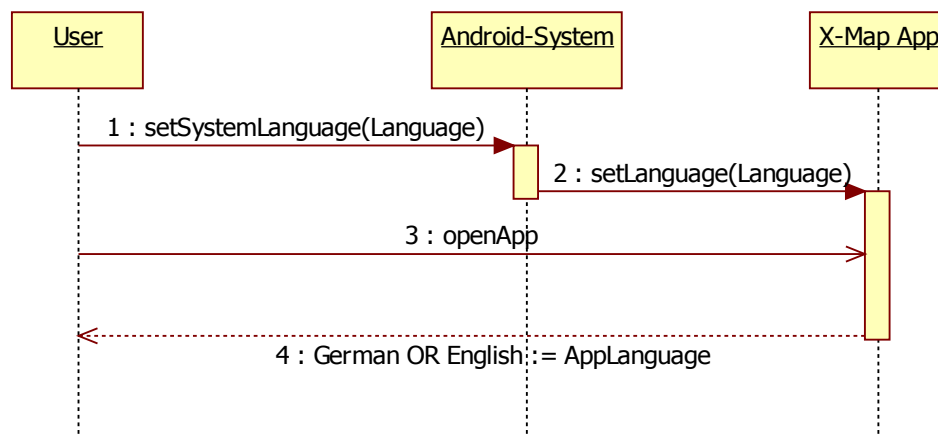 User
Android-System
X-Map App
1 : setSystemLanguage(Language)
2 : setLanguage(Language)
3 : openApp
4 : German OR English := AppLanguage